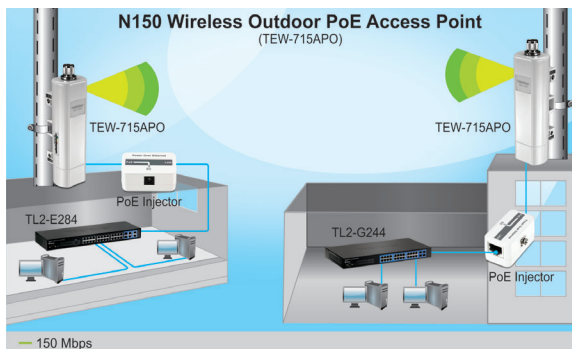 N150 Wireless Outdoor PoE Access Point
(TEW-715APO)
TEW-715APO
TEW-715APO
PoE Injector
TL2-E284
TL2-G244
PoE Injector
150 Mbps